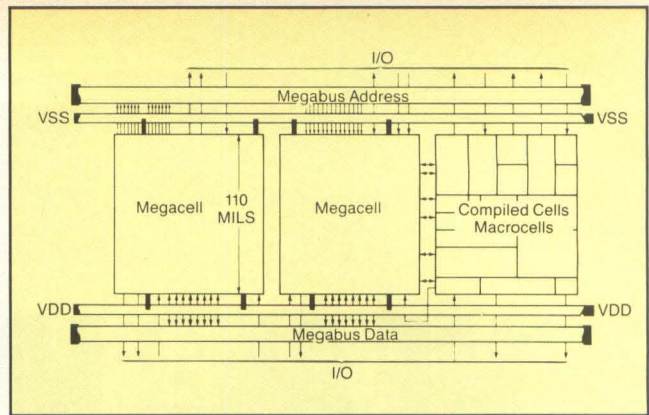 I/O
Megabus Address
VSS
VSS
Megacell
110
MILS
Megacell
Compiled Cells
Macrocells
VDD
VDD
Megabus Data
I/O